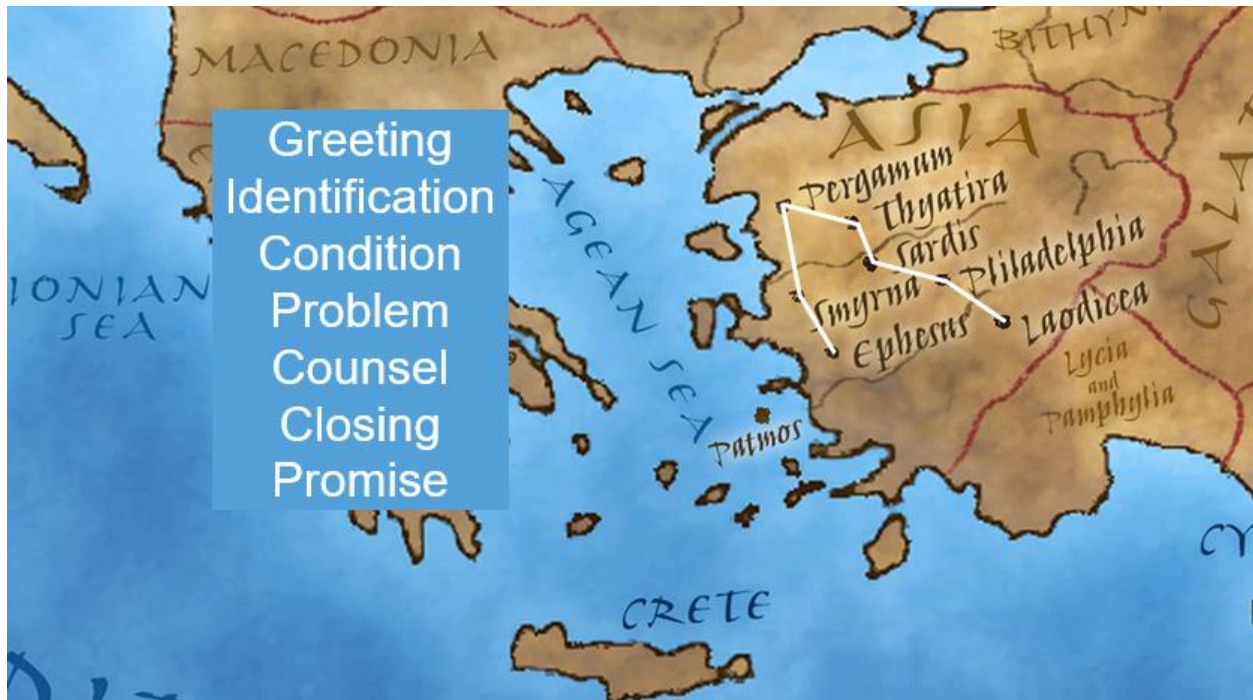 MACEDONIA
BITHYN
ASIA
Greeting
Identification
Condition
Problem
Counsel
Closing
Promise
Pergamum
Thyatira
Sardis
Philadelphia
Smyrna
Ephesus
Laodicea
IONIAN
SEA
AGEAN SEA
Lycia
and
Pamphylia
Patmos
CRETE
CY